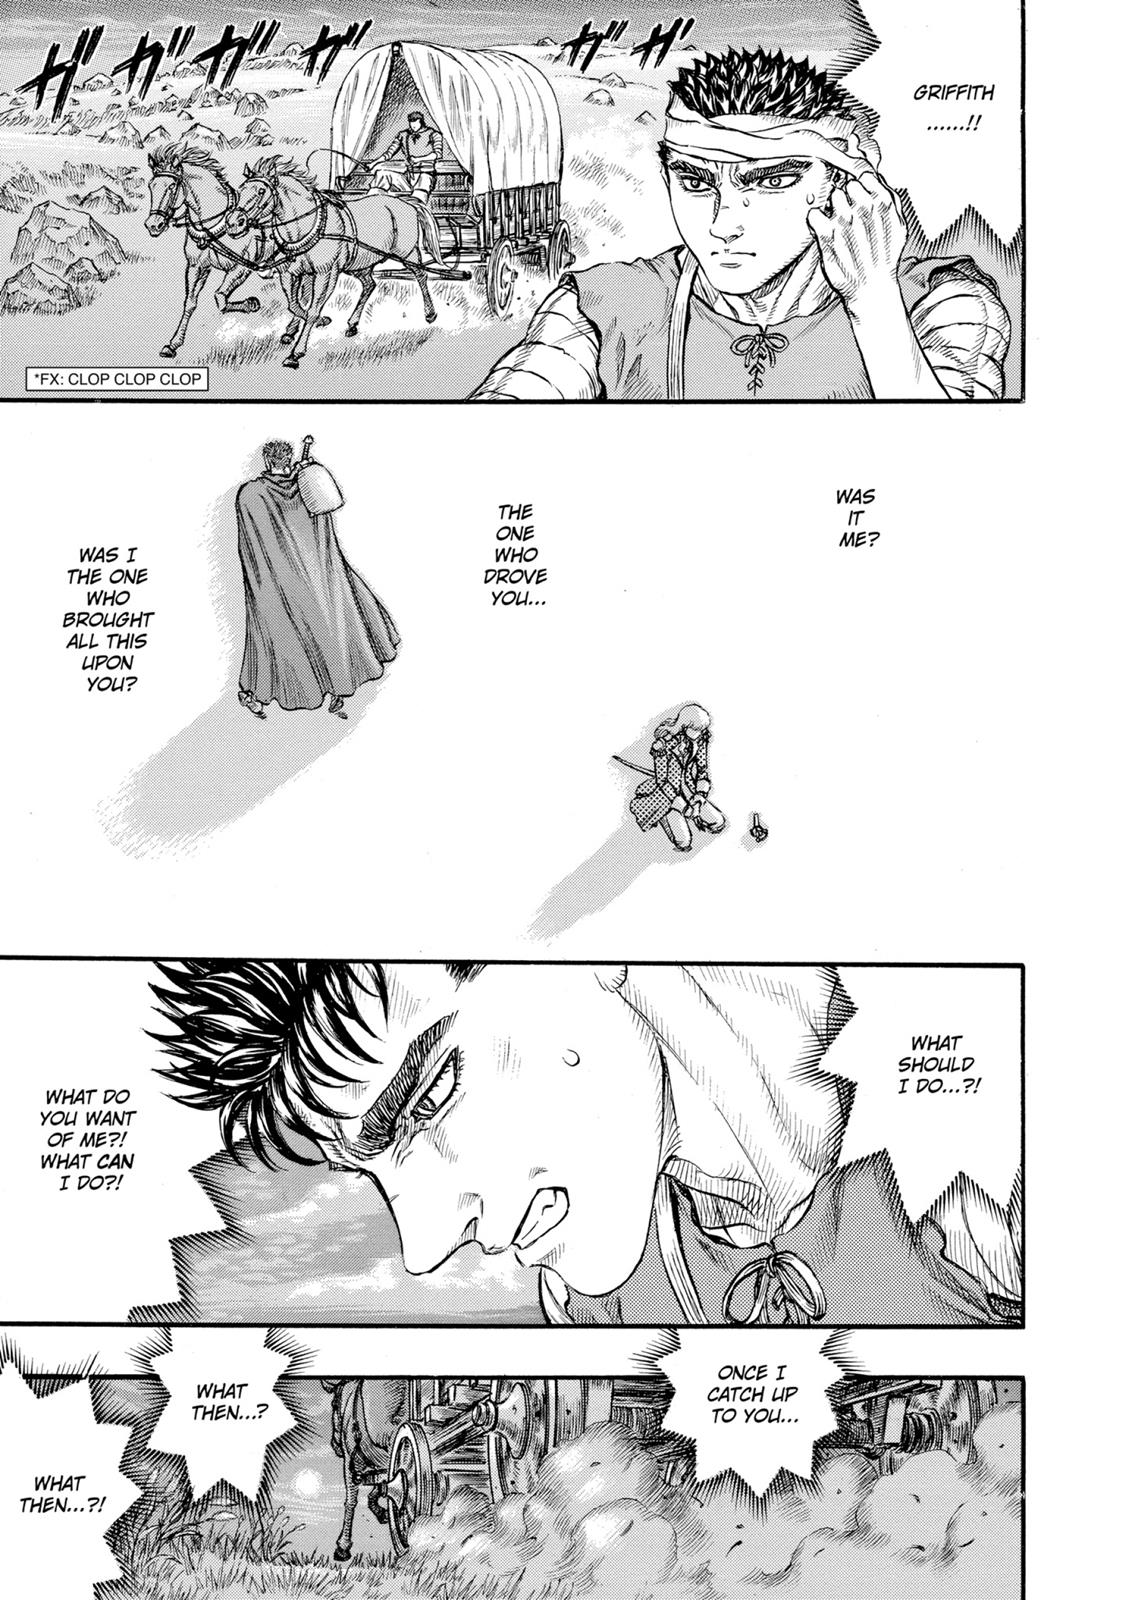 GRIFFITH
......!!
ガ ガ ガ ガ ガ ガ
*FX: CLOP CLOP CLOP
WAS
IT
ME?
THE
ONE
WHO
DROVE
YOU...
WAS I
THE ONE
WHO
BROUGHT
ALL THIS
UPON
YOU?
WHAT
SHOULD
I DO...?!
WHAT DO
YOU WANT
OF ME?!
WHAT CAN
I DO?!
ONCE I
CATCH UP
TO YOU...
WHAT
THEN...?
WHAT
THEN...?!